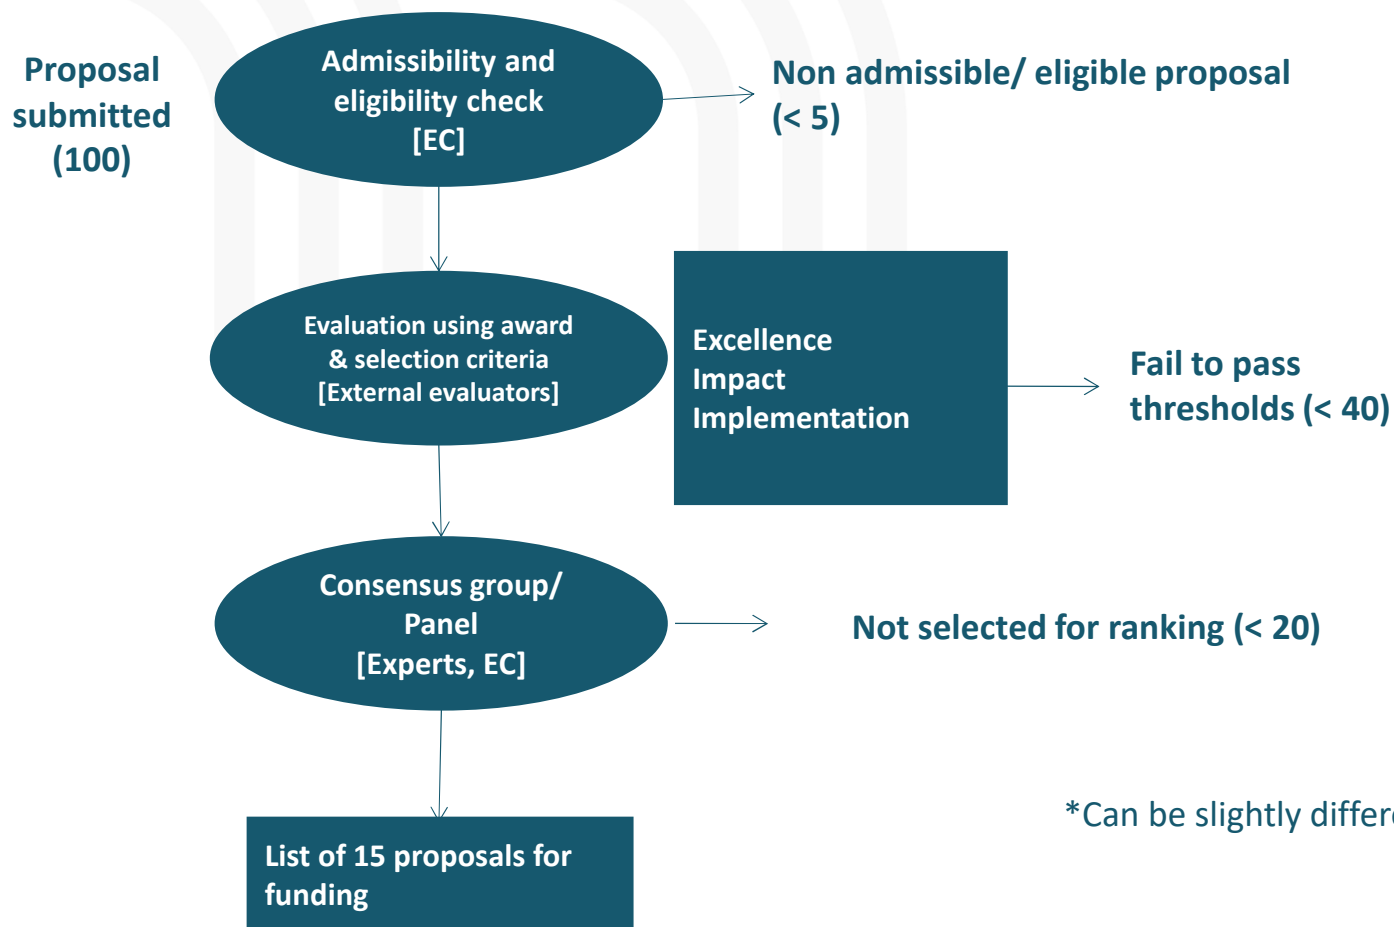 Proposal
submitted
(100)
Admissibility and
eligibility check
[EC]
Non admissible/ eligible proposal
(< 5)
Evaluation using award
& selection criteria
[External evaluators]
Excellence
Impact
Implementation
Fail to pass
thresholds (< 40)
Consensus group/
Panel
[Experts, EC]
Not selected for ranking (< 20)
*Can be slightly
List of 15 proposals for
funding